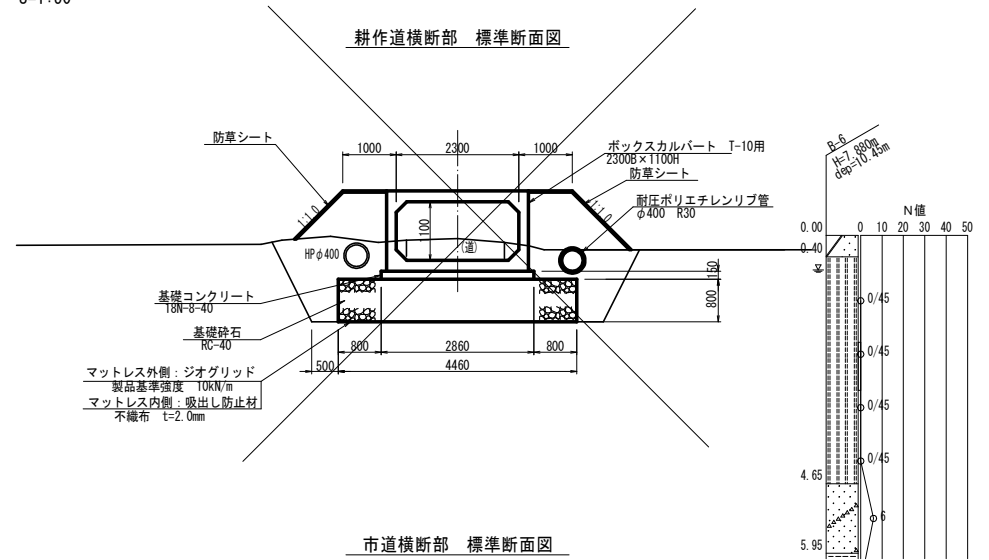 耕作道横断部 標準断面図
防草シート
1000
2300
1000
ボックスカルバート T-10用
2300B×1100H
防草シート
耐圧ポリエチレンリブ管
φ400 R30
1:1.0
1:1.0
100
(道)
HPφ400
150
800
基礎コンクリート
18N-8-40
基礎砕石
RC-40
800
2860
800
500
4460
マットレス外側：ジオグリッド
製品基準強度 10kN/m
マットレス内側：吸出し防止材
不織布 t=2.0mm
B-6
H=7.880m
dep=10.45m
N値
0.00
0 10 20 30 40 50
0.40
0/45
0/45
0/45
0/45
4.65
6
5.95
市道横断部 標準断面図